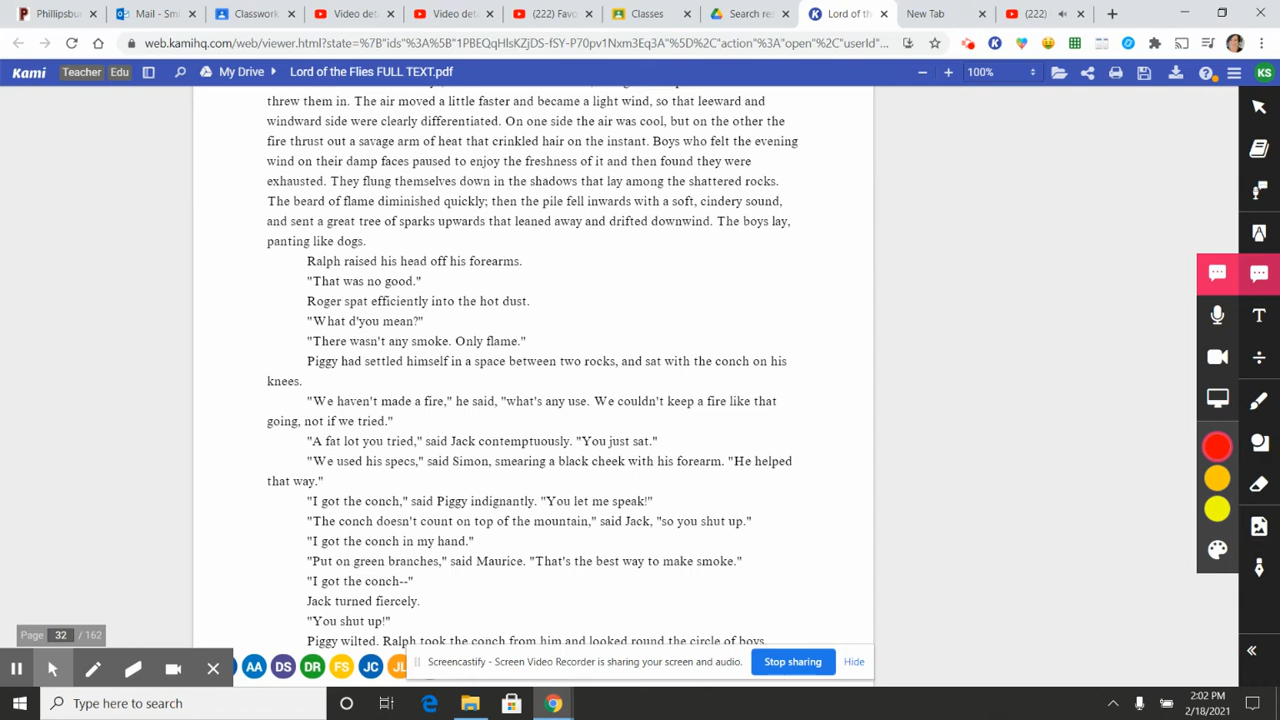 Phillipsbu
Mail - Smi
Classwork
Video det
Video det
(222) Favo
Classes
Search res
Lord of th
New Tab
(222)
web.kamihq.com/web/viewer.html?state=%7B"ids"%3A%5B"1PBEQqHlsKZjDS-fSY-P70pv1Nxm3Eq3A"%5D%2C"action"%3A"open"%2C"userId"...
Kami Teacher Edu My Drive Lord of the Flies FULL TEXT.pdf 100% KS
threw them in. The air moved a little faster and became a light wind, so that leeward and
windward side were clearly differentiated. On one side the air was cool, but on the other the
fire thrust out a savage arm of heat that crinkled hair on the instant. Boys who felt the evening
wind on their damp faces paused to enjoy the freshness of it and then found they were
exhausted. They flung themselves down in the shadows that lay among the shattered rocks.
The beard of flame diminished quickly; then the pile fell inwards with a soft, cindery sound,
and sent a great tree of sparks upwards that leaned away and drifted downwind. The boys lay,
panting like dogs.
Ralph raised his head off his forearms.
"That was no good."
Roger spat efficiently into the hot dust.
"What d'you mean?"
"There wasn't any smoke. Only flame."
Piggy had settled himself in a space between two rocks, and sat with the conch on his
knees.
"We haven't made a fire," he said, "what's any use. We couldn't keep a fire like that
going, not if we tried."
"A fat lot you tried," said Jack contemptuously. "You just sat."
"We used his specs," said Simon, smearing a black cheek with his forearm. "He helped
that way."
"I got the conch," said Piggy indignantly. "You let me speak!"
"The conch doesn't count on top of the mountain," said Jack, "so you shut up."
"I got the conch in my hand."
"Put on green branches," said Maurice. "That's the best way to make smoke."
"I got the conch--"
Jack turned fiercely.
"You shut up!"
Piggy wilted. Ralph took the conch from him and looked round the circle of boys.
Page 32 / 162
AA DS DR FS JC JL
Screencastify - Screen Video Recorder is sharing your screen and audio. Stop sharing Hide
Type here to search
2:02 PM
2/18/2021